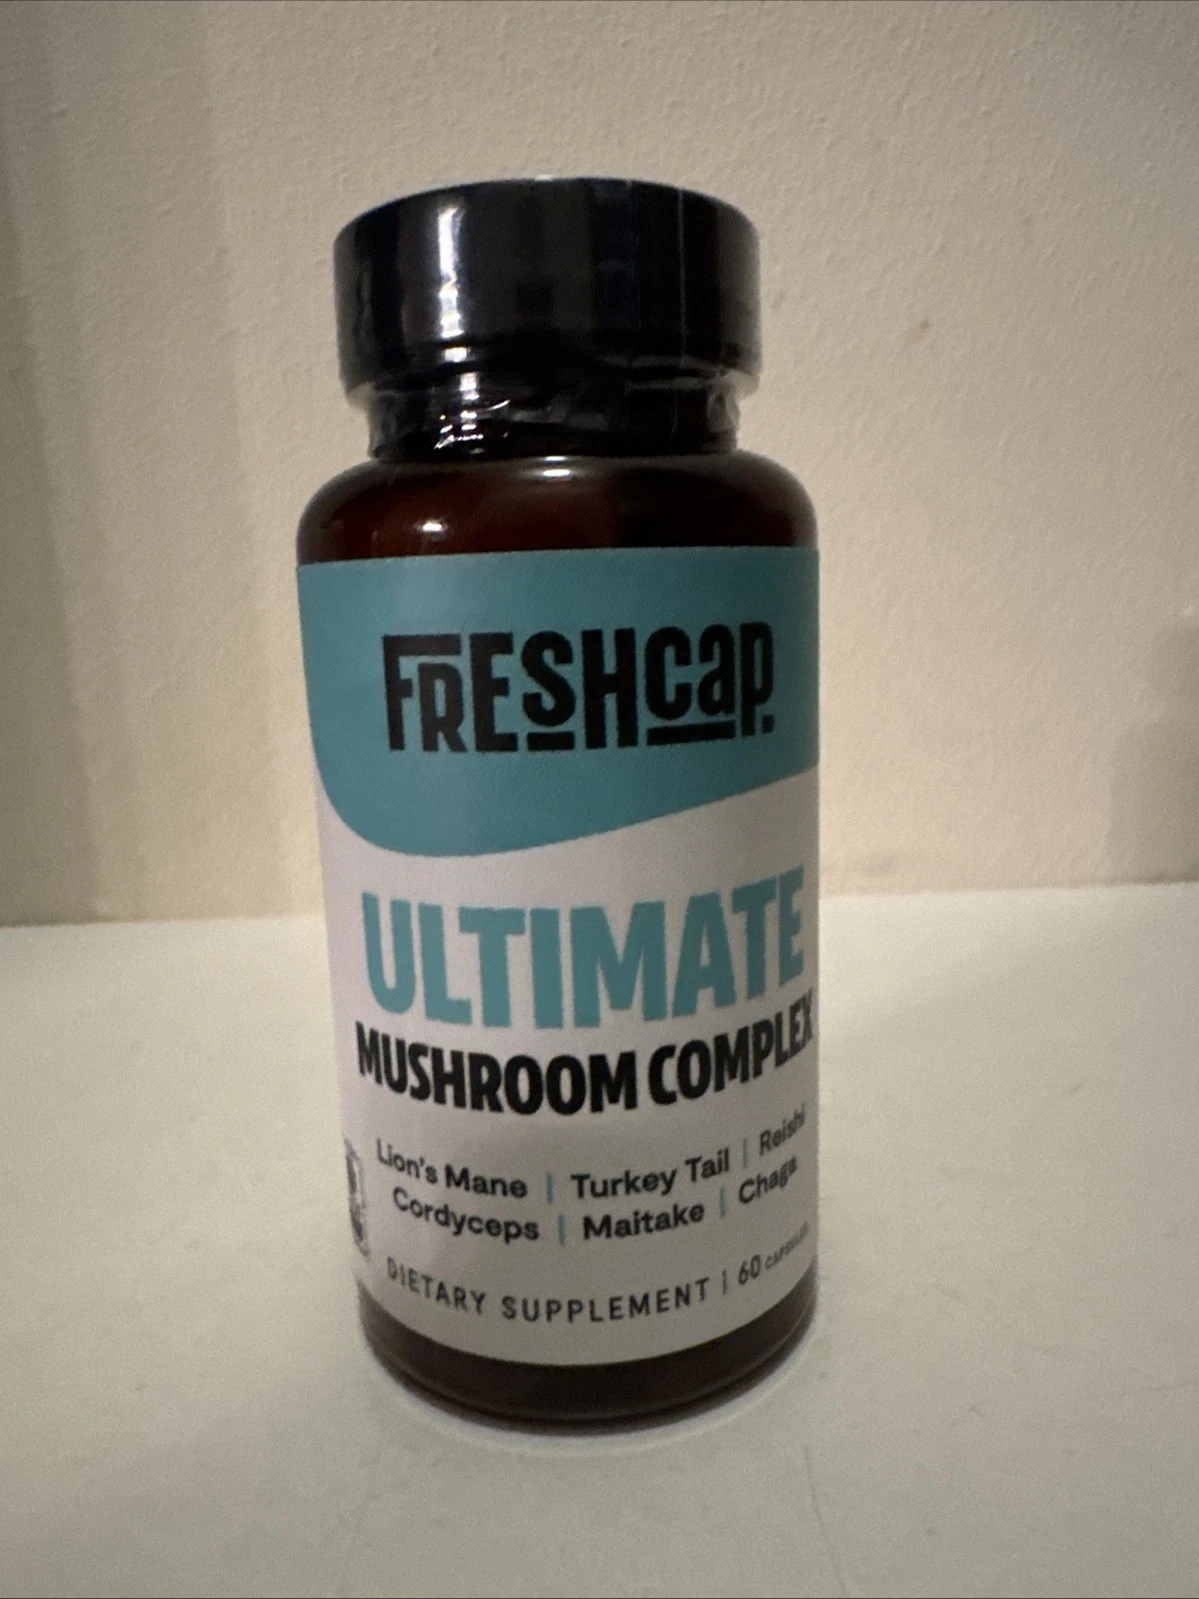 FRESHCAP.
ULTIMATE
MUSHROOM COMPLEX
Lion's Mane | Turkey Tail | Reishi
Cordyceps | Maitake | Chaga
DIETARY SUPPLEMENT | 60 CAPSULES